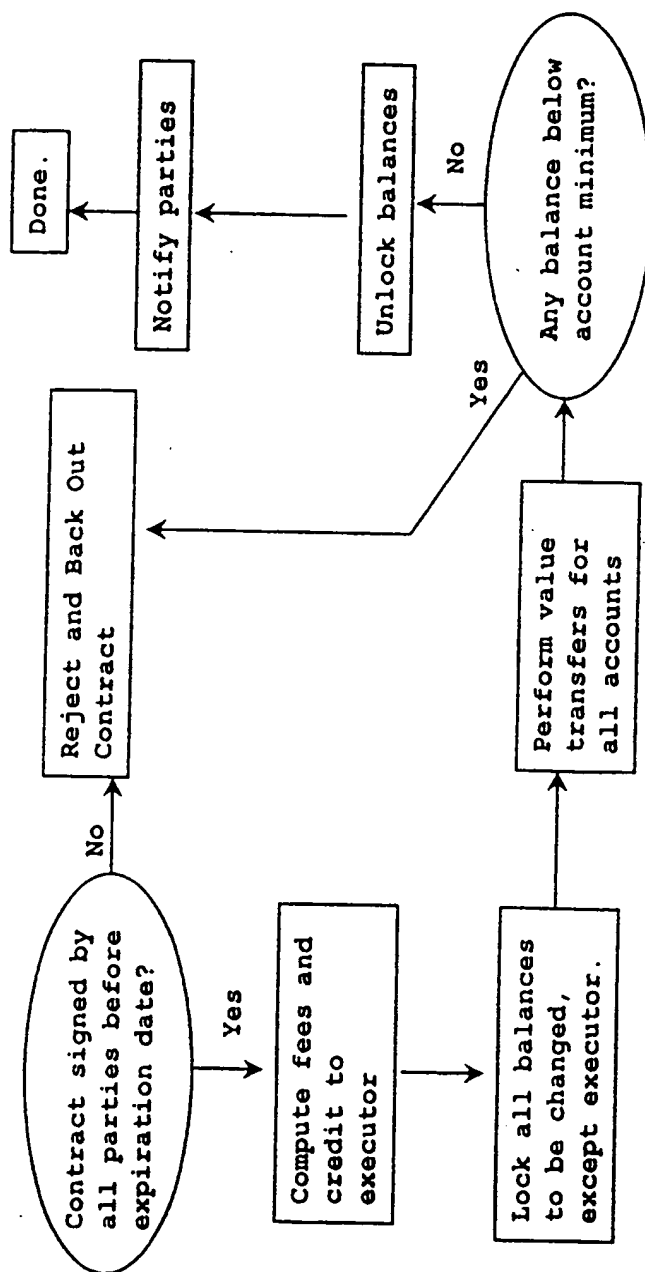 Contract signed by
all parties before
expiration date?
No
Reject and Back Out
Contract
Yes
Compute fees and
credit to
executor
Lock all balances
to be changed,
except executor.
Perform value
transfers for
all accounts
Any balance below
account minimum?
Yes
No
Unlock balances
Notify parties
Done.